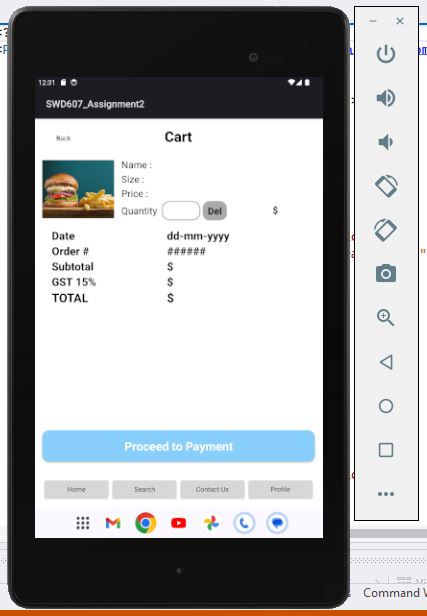 12:31
SWD607_Assignment2
Back
Cart
Name :
Size :
Price :
Quantity Del $
Date dd-mm-yyyy
Order # ######
Subtotal $
GST 15% $
TOTAL $
Proceed to Payment
Home Search Contact Us Profile
Command